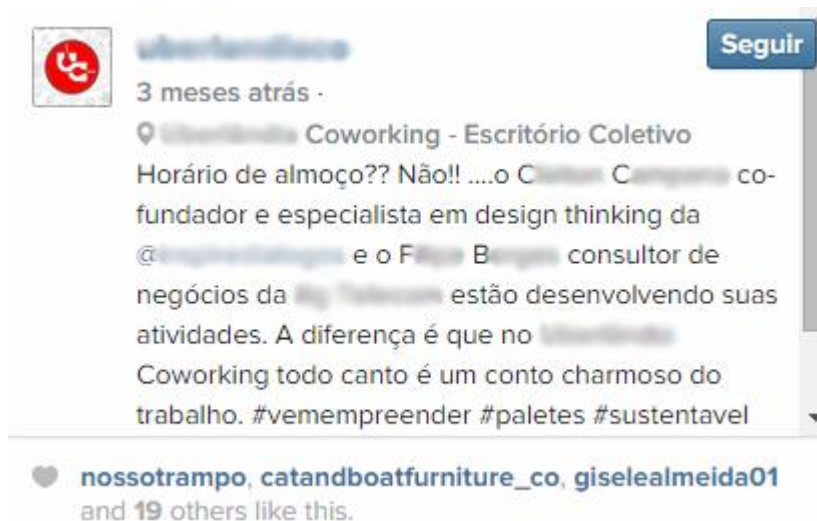 Seguir
3 meses atrás ·
Coworking - Escritório Coletivo
Horário de almoço?? Não!! ....o C C co-
fundador e especialista em design thinking da
@ e o F B consultor de
negócios da estão desenvolvendo suas
atividades. A diferença é que no
Coworking todo canto é um conto charmoso do
trabalho. #vemempreender #paletes #sustentavel
nossotrampo, catandboatfurniture_co, giselealmeida01
and 19 others like this.